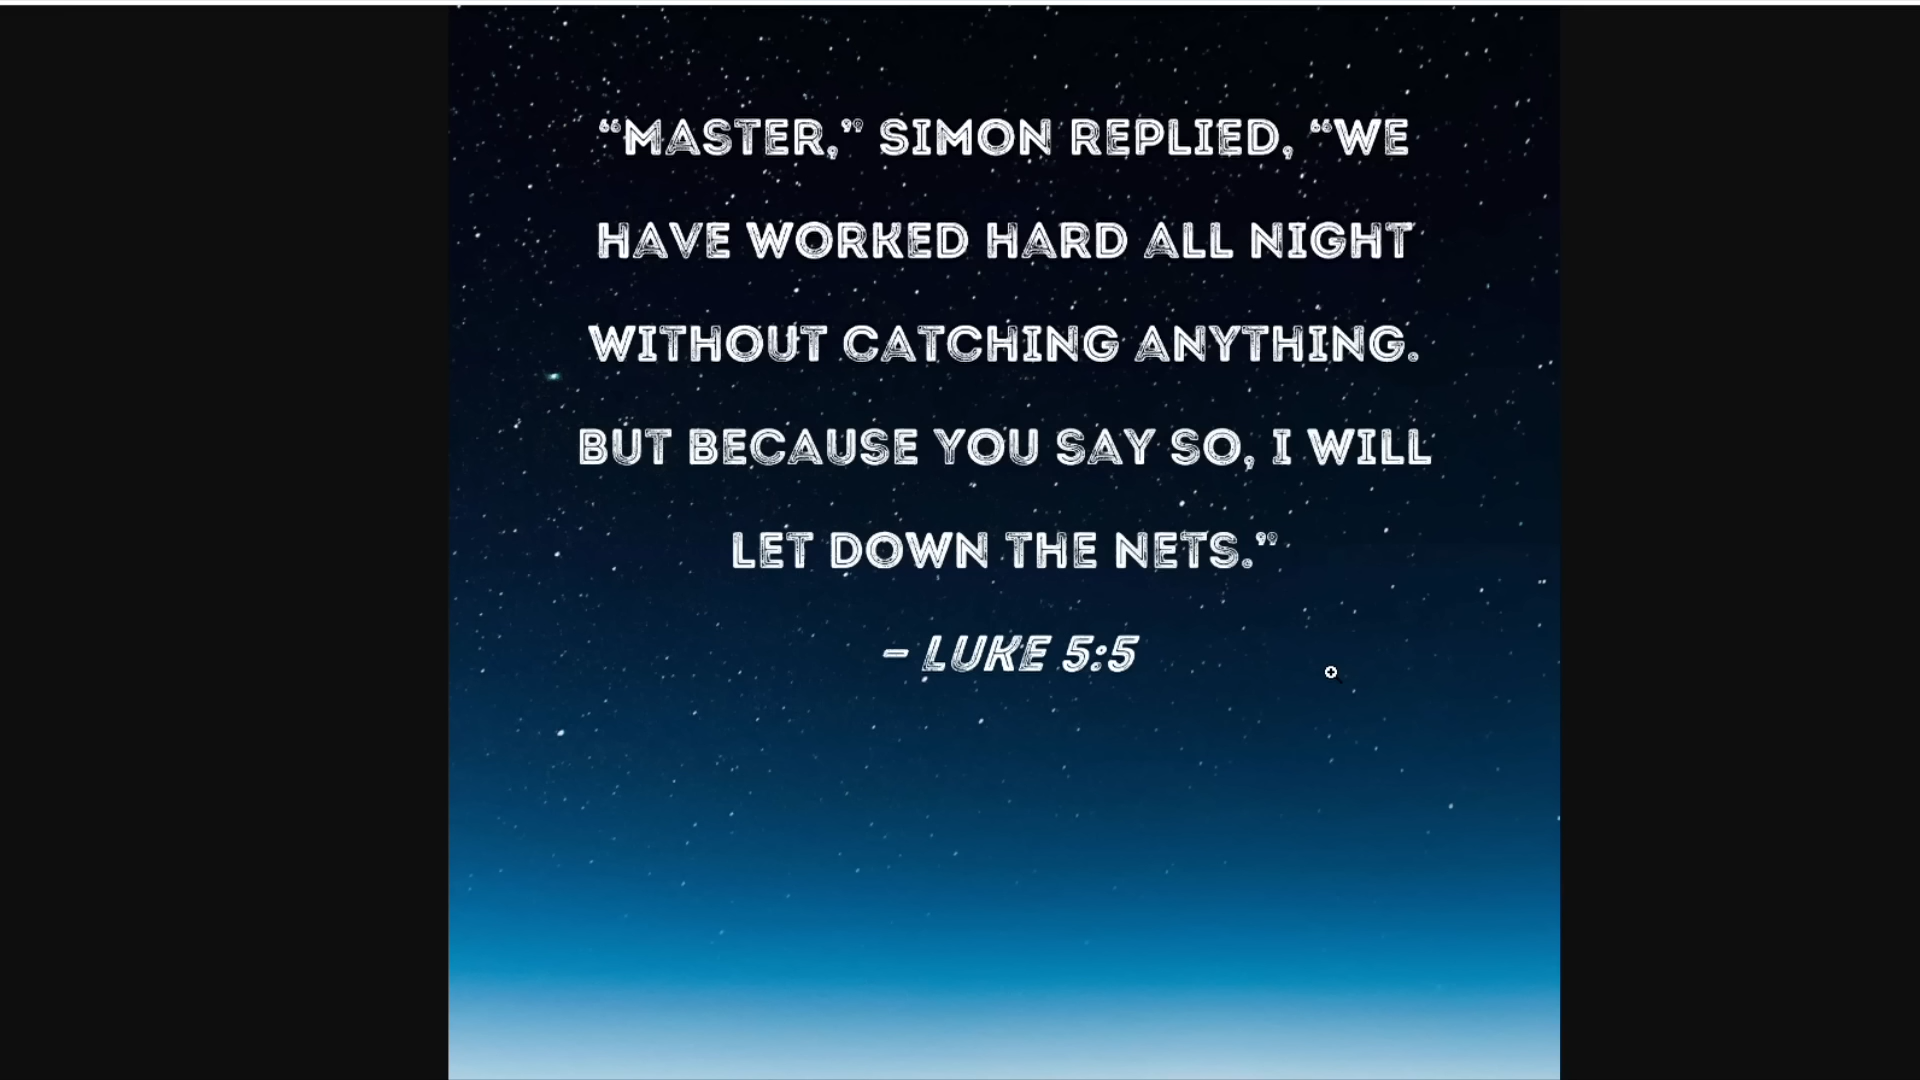 “MASTER,” SIMON REPLIED, “WE
HAVE WORKED HARD ALL NIGHT
WITHOUT CATCHING ANYTHING.
BUT BECAUSE YOU SAY SO, I WILL
LET DOWN THE NETS.”
– LUKE 5:5